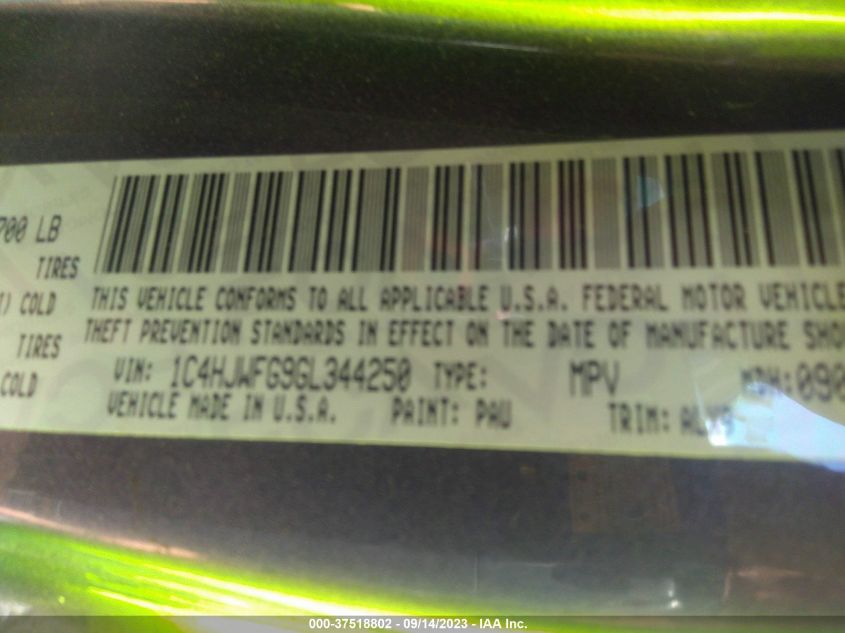 700 LB
TIRES
COLD
TIRES
COLD
THIS VEHICLE CONFORMS TO ALL APPLICABLE U.S.A. FEDERAL MOTOR VEHICLE
THEFT PREVENTION STANDARDS IN EFFECT ON THE DATE OF MANUFACTURE SHO
VIN: 1C4HJWFG9GL344250 TYPE: MPV MDH:090
VEHICLE MADE IN U.S.A. PAINT: PAU TRIM:
000-37518802 - 09/14/2023 - IAA Inc.